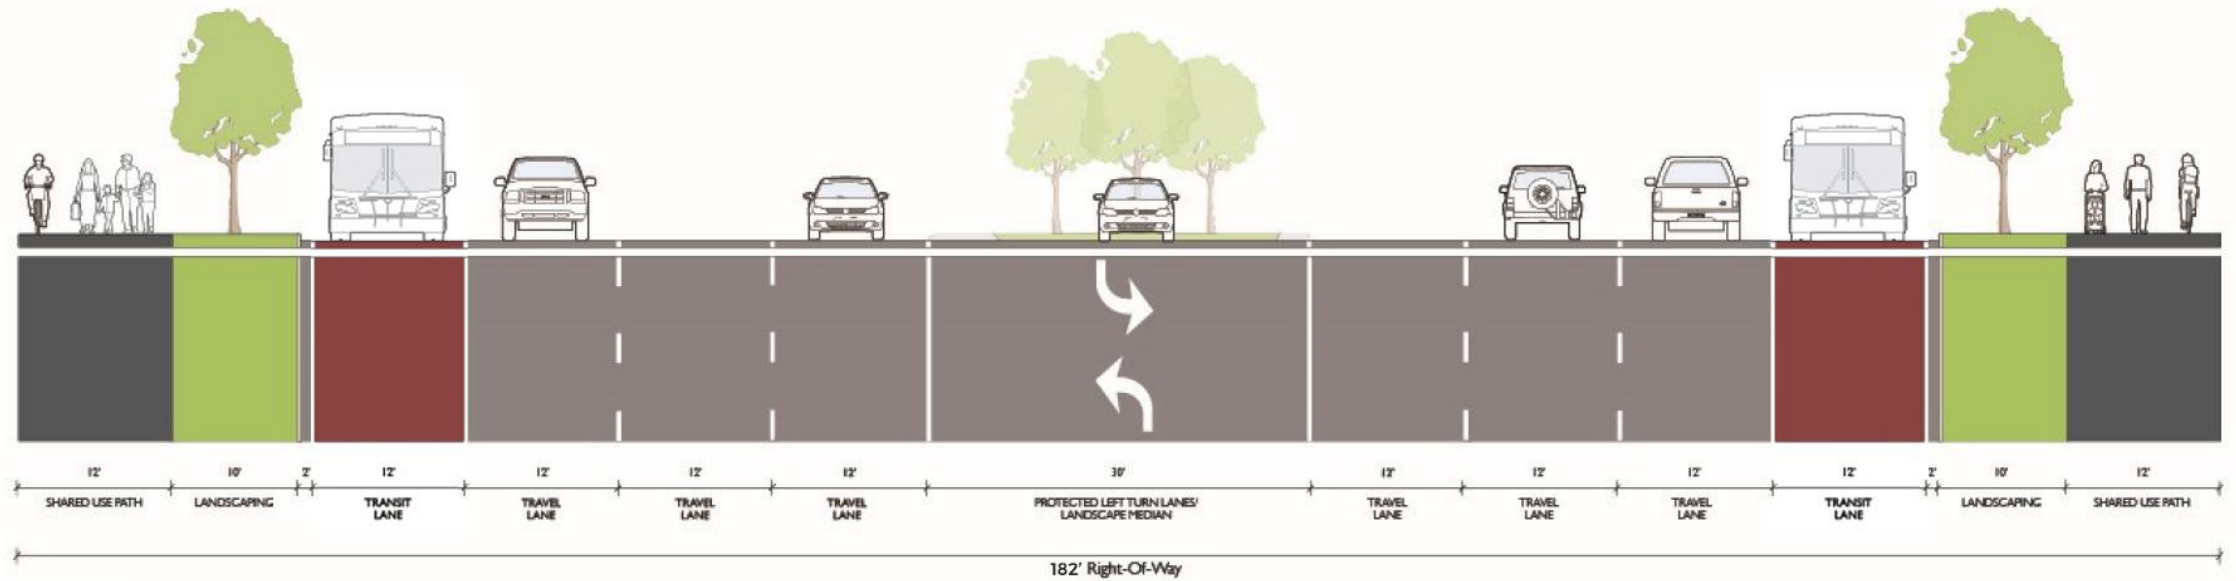 12' 10' 2' 12' 12' 12' 12' 30' 12' 12' 12' 12' 2' 10' 12'
SHARED USE PATH LANDSCAPING TRANSIT LANE TRAVEL LANE TRAVEL LANE TRAVEL LANE PROTECTED LEFT TURN LANES/ LANDSCAPE MEDIAN TRAVEL LANE TRAVEL LANE TRAVEL LANE TRANSIT LANE LANDSCAPING SHARED USE PATH
182' Right-Of-Way